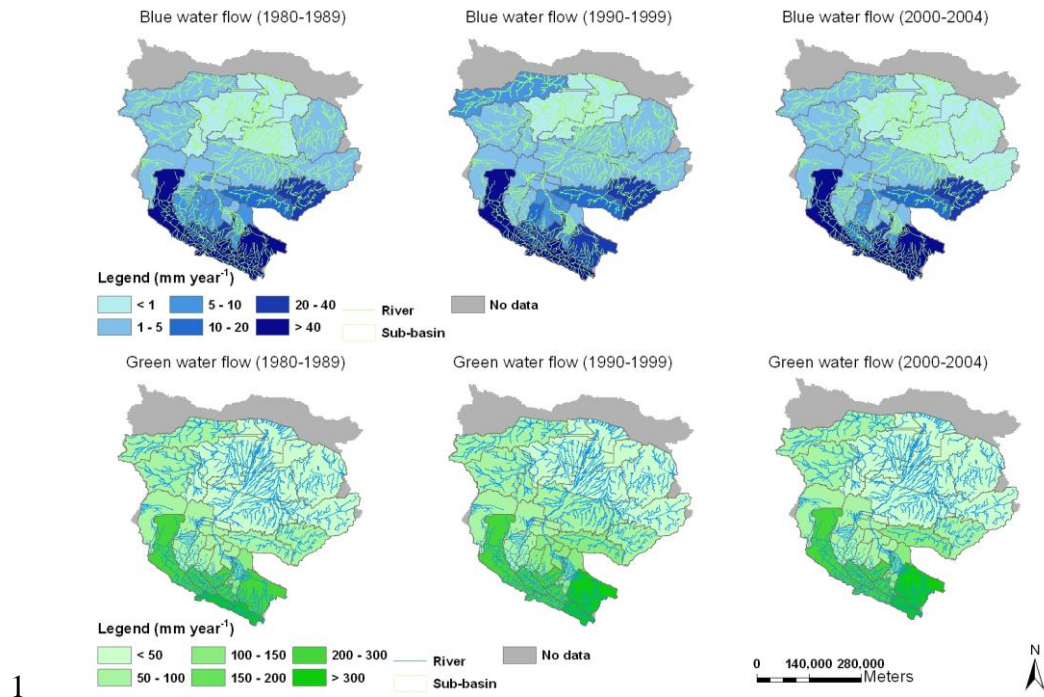 Blue water flow (1980-1989) Blue water flow (1990-1999) Blue water flow (2000-2004)
Legend (mm year-1)
< 1 5 - 10 20 - 40 River No data
1 - 5 10 - 20 > 40 Sub-basin
Green water flow (1980-1989) Green water flow (1990-1999) Green water flow (2000-2004)
Legend (mm year-1)
< 50 100 - 150 200 - 300 River No data
50 - 100 150 - 200 > 300 Sub-basin
0 140,000 280,000 Meters
N
1